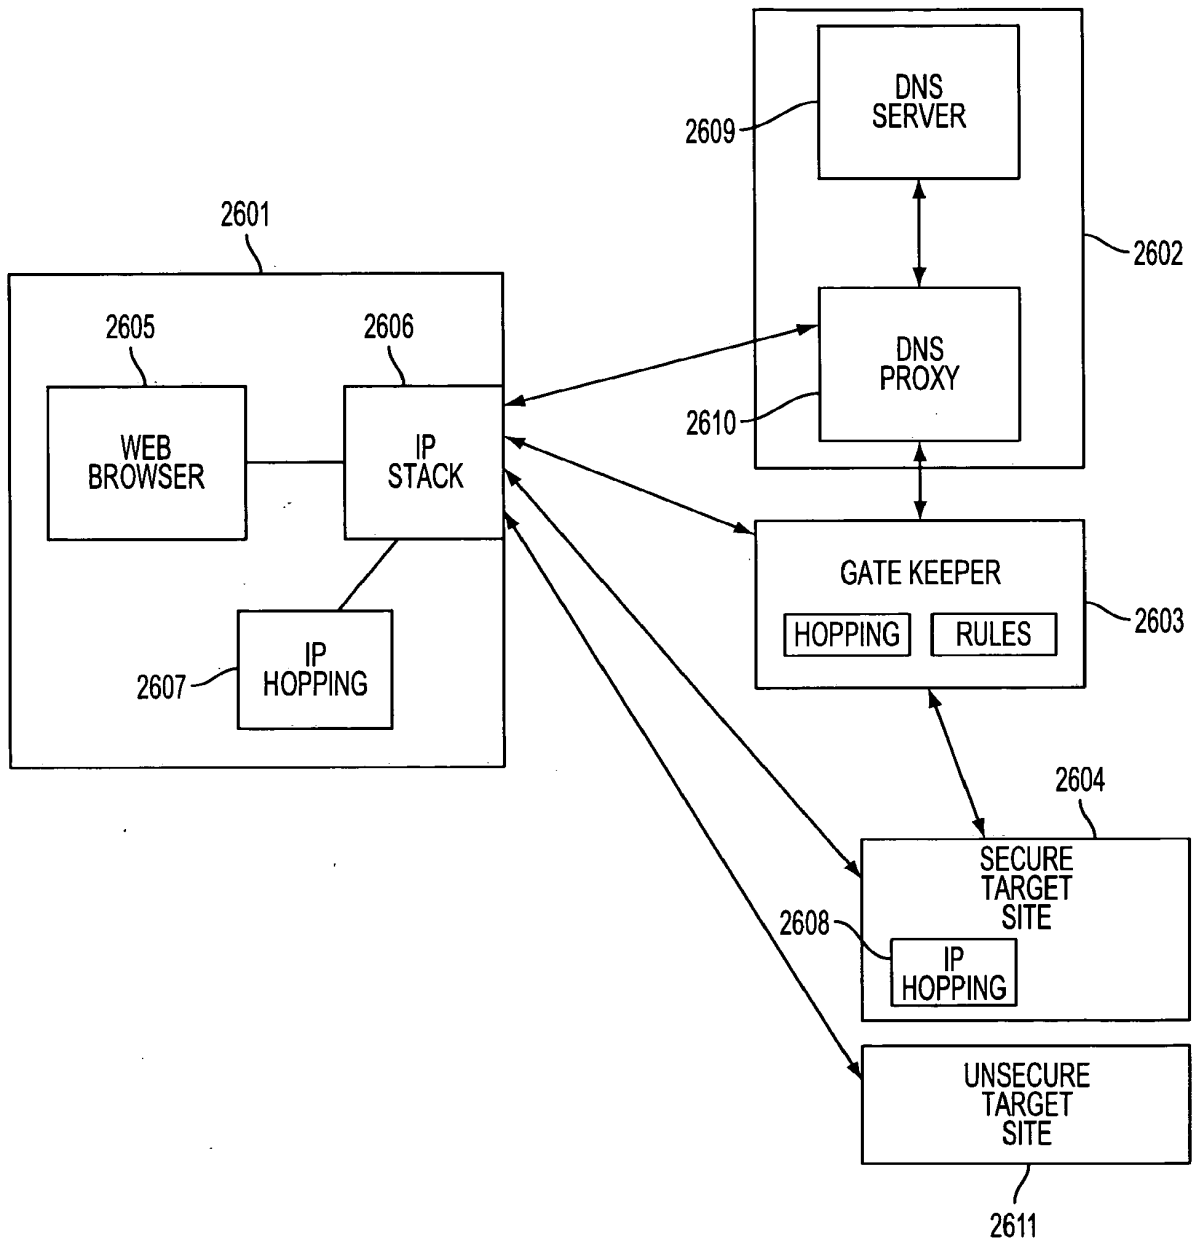 DNS
SERVER
2609
2601
2602
2605
2606
DNS
PROXY
2610
WEB
BROWSER
IP
STACK
GATE KEEPER
2603
HOPPING
RULES
IP
HOPPING
2607
2604
SECURE
TARGET
SITE
2608
IP
HOPPING
UNSECURE
TARGET
SITE
2611